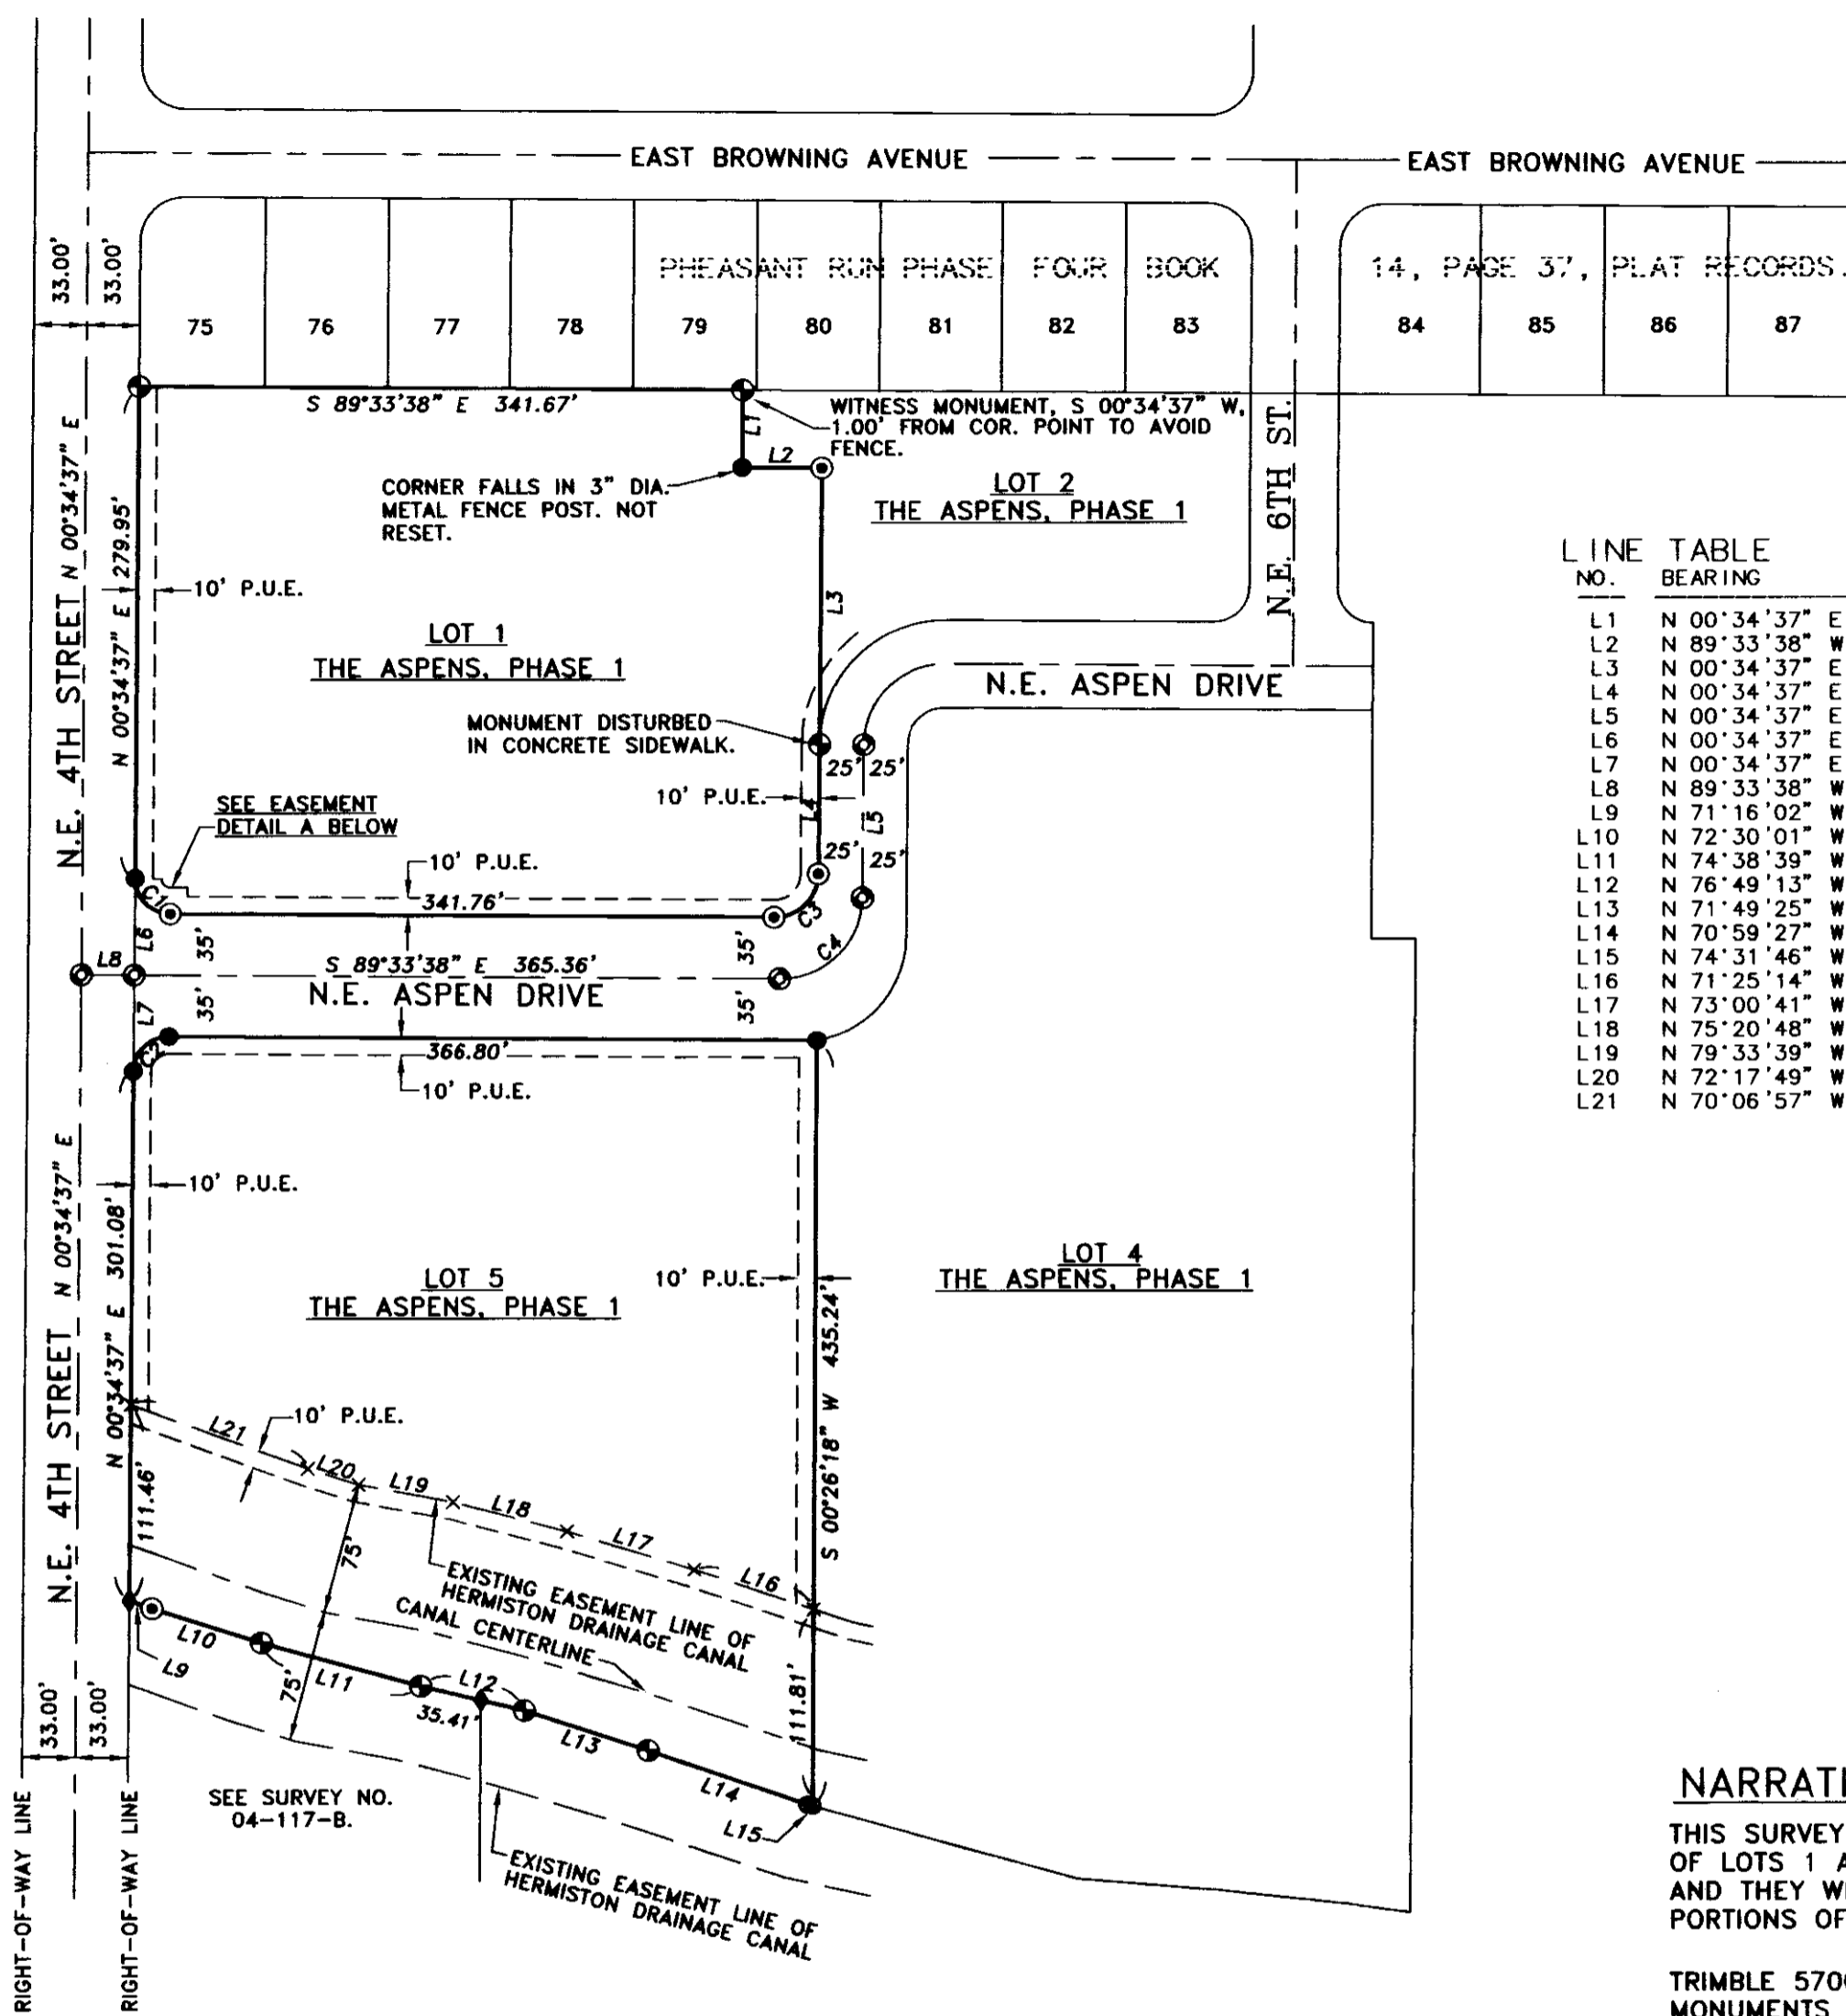 EAST BROWNING AVENUE
EAST BROWNING AVENUE
33.00'
33.00'
PHEASANT RUN PHASE FOUR BOOK 14, PAGE 37, PLAT RECORDS.
75
76
77
78
79
80
81
82
83
84
85
86
87
S 89°33'38" E 341.67'
WITNESS MONUMENT, S 00°34'37" W,
1.00' FROM COR. POINT TO AVOID
FENCE.
L1
L2
CORNER FALLS IN 3" DIA.
METAL FENCE POST. NOT
RESET.
LOT 2
THE ASPENS, PHASE 1
N.E. 6TH ST.
N.E. 4TH STREET N 00°34'37" E
N 00°34'37" E 279.95'
10' P.U.E.
L3
LOT 1
THE ASPENS, PHASE 1
N.E. ASPEN DRIVE
MONUMENT DISTURBED
IN CONCRETE SIDEWALK.
25' 25'
10' P.U.E.
L4
L5
SEE EASEMENT
DETAIL A BELOW
25' 25'
10' P.U.E.
341.76'
C1
C3
L6
35'
35'
C4
L8
S 89°33'38" E 365.36'
N.E. ASPEN DRIVE
L7
35'
35'
C2
366.80'
10' P.U.E.
LINE TABLE
NO. BEARING
L1 N 00°34'37" E
L2 N 89°33'38" W
L3 N 00°34'37" E
L4 N 00°34'37" E
L5 N 00°34'37" E
L6 N 00°34'37" E
L7 N 00°34'37" E
L8 N 89°33'38" W
L9 N 71°16'02" W
L10 N 72°30'01" W
L11 N 74°38'39" W
L12 N 76°49'13" W
L13 N 71°49'25" W
L14 N 70°59'27" W
L15 N 74°31'46" W
L16 N 71°25'14" W
L17 N 73°00'41" W
L18 N 75°20'48" W
L19 N 79°33'39" W
L20 N 72°17'49" W
L21 N 70°06'57" W
N.E. 4TH STREET N 00°34'37" E
N 00°34'37" E 301.08'
10' P.U.E.
LOT 5
THE ASPENS, PHASE 1
10' P.U.E.
S 00°26'18" W 435.24'
LOT 4
THE ASPENS, PHASE 1
10' P.U.E.
L21
L20
L19
L18
L17
L16
111.46'
75'
EXISTING EASEMENT LINE OF
HERMISTON DRAINAGE CANAL
CANAL CENTERLINE
L10
L9
L11
75'
L12
35.41'
L13
L14
L15
111.81'
33.00'
33.00'
SEE SURVEY NO.
04-117-B.
EXISTING EASEMENT LINE OF
HERMISTON DRAINAGE CANAL
RIGHT-OF-WAY LINE
RIGHT-OF-WAY LINE
NARRATI
THIS SURVEY
OF LOTS 1 A
AND THEY W
PORTIONS OF
TRIMBLE 570
MONUMENTS